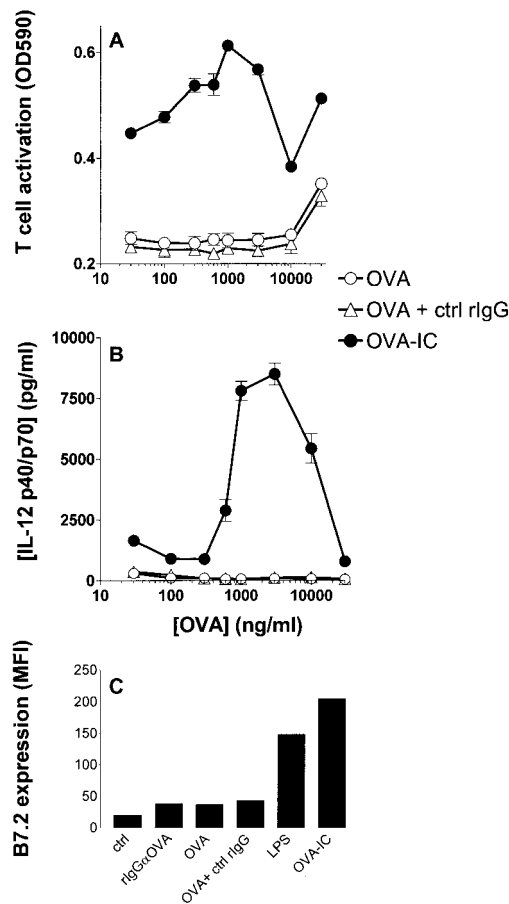 A
T cell activation (OD590)
0.6
0.4
0.2
10
100
1000
10000
OVA
OVA + ctrl rIgG
OVA-IC
B
[IL-12 p40/p70] (pg/ml)
10000
7500
5000
2500
0
10
100
1000
10000
[OVA] (ng/ml)
C
B7.2 expression (MFI)
250
200
150
100
50
0
ctrl
rIgGαOVA
OVA
OVA+ ctrl rIgG
LPS
OVA-IC